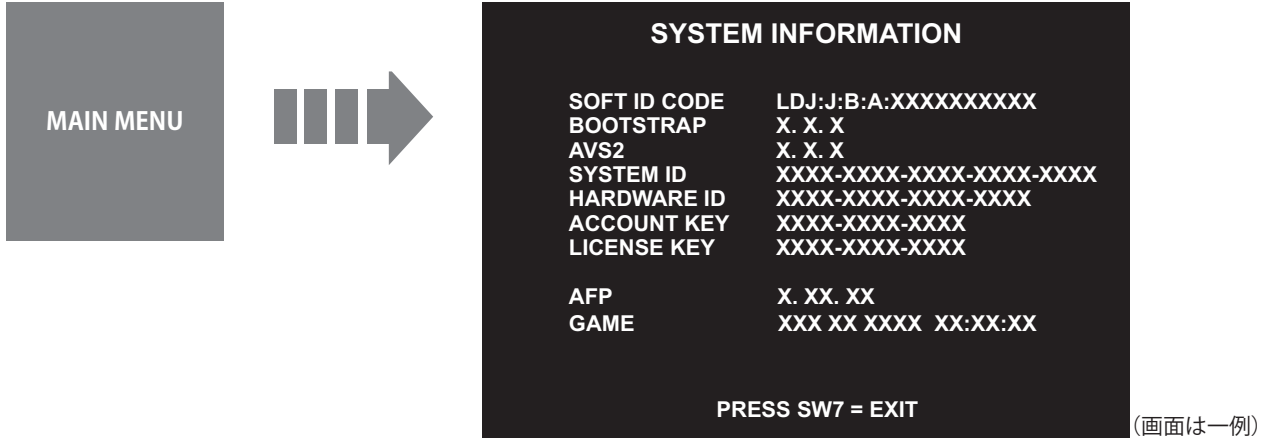 MAIN MENU
SYSTEM INFORMATION
SOFT ID CODE LDJ:J:B:A:XXXXXXXXXX
BOOTSTRAP X. X. X
AVS2 X. X. X
SYSTEM ID XXXX-XXXX-XXXX-XXXX-XXXX
HARDWARE ID XXXX-XXXX-XXXX-XXXX
ACCOUNT KEY XXXX-XXXX-XXXX
LICENSE KEY XXXX-XXXX-XXXX
AFP X. XX. XX
GAME XXX XX XXXX XX:XX:XX
PRESS SW7 = EXIT
(画面は一例)